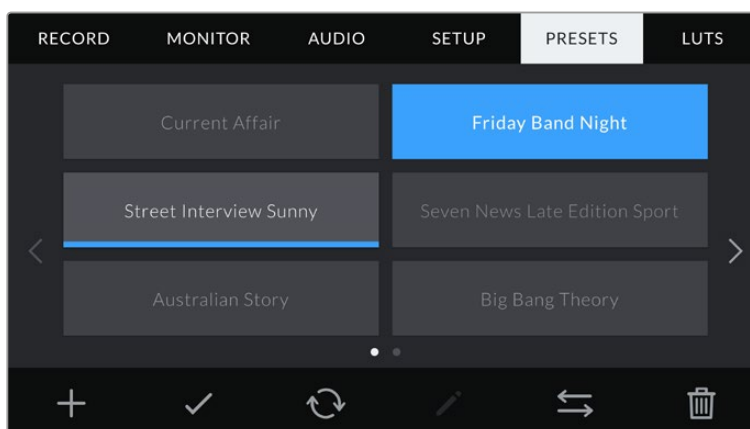 RECORD MONITOR AUDIO SETUP PRESETS LUTS
Current Affair Friday Band Night
Street Interview Sunny Seven News Late Edition Sport
Australian Story Big Bang Theory